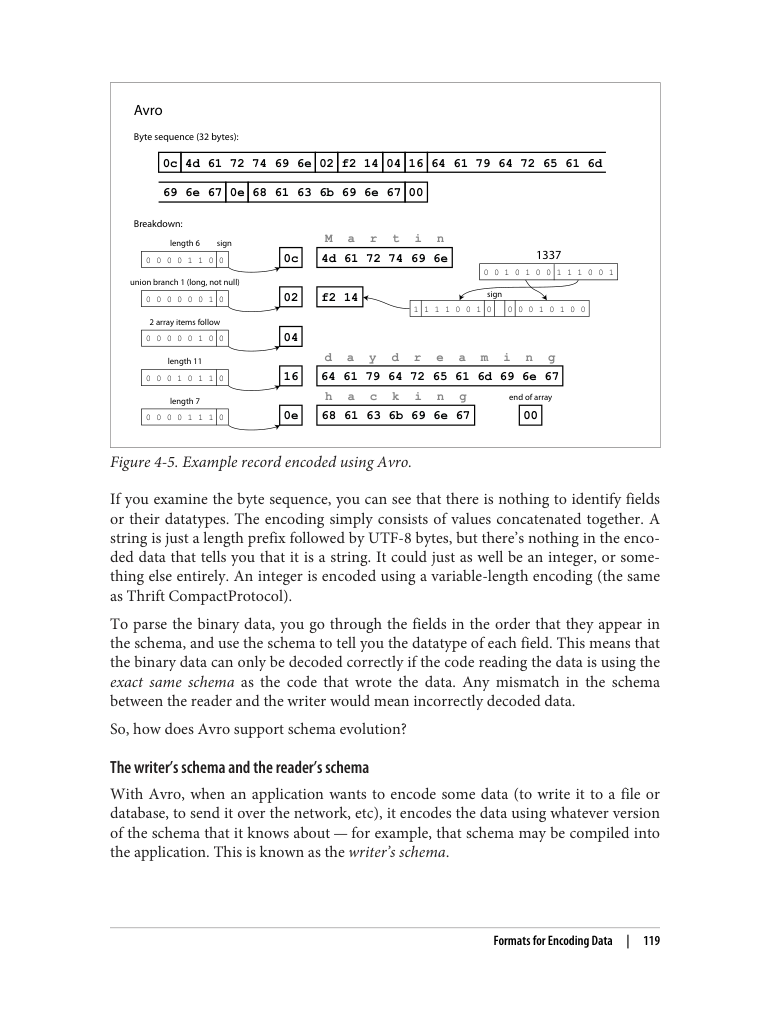 Avro
Byte sequence (32 bytes):
0c 4d 61 72 74 69 6e 02 f2 14 04 16 64 61 79 64 72 65 61 6d
69 6e 67 0e 68 61 63 6b 69 6e 67 00
Breakdown:
length 6 sign
0 0 0 0 1 1 0 0
0c
M a r t i n
4d 61 72 74 69 6e
1337
0 0 1 0 1 0 0 1 1 1 0 0 1
union branch 1 (long, not null)
0 0 0 0 0 0 1 0
02
f2 14
sign
1 1 1 1 0 0 1 0 0 0 0 1 0 1 0 0
2 array items follow
0 0 0 0 0 1 0 0
04
length 11
0 0 0 1 0 1 1 0
16
d a y d r e a m i n g
64 61 79 64 72 65 61 6d 69 6e 67
length 7
0 0 0 0 1 1 1 0
0e
h a c k i n g
68 61 63 6b 69 6e 67
end of array
00
Figure 4-5. Example record encoded using Avro.
If you examine the byte sequence, you can see that there is nothing to identify fields
or their datatypes. The encoding simply consists of values concatenated together. A
string is just a length prefix followed by UTF-8 bytes, but there’s nothing in the enco-
ded data that tells you that it is a string. It could just as well be an integer, or some-
thing else entirely. An integer is encoded using a variable-length encoding (the same
as Thrift CompactProtocol).
To parse the binary data, you go through the fields in the order that they appear in
the schema, and use the schema to tell you the datatype of each field. This means that
the binary data can only be decoded correctly if the code reading the data is using the
exact same schema as the code that wrote the data. Any mismatch in the schema
between the reader and the writer would mean incorrectly decoded data.
So, how does Avro support schema evolution?
The writer’s schema and the reader’s schema
With Avro, when an application wants to encode some data (to write it to a file or
database, to send it over the network, etc), it encodes the data using whatever version
of the schema that it knows about — for example, that schema may be compiled into
the application. This is known as the writer’s schema.
Formats for Encoding Data | 119